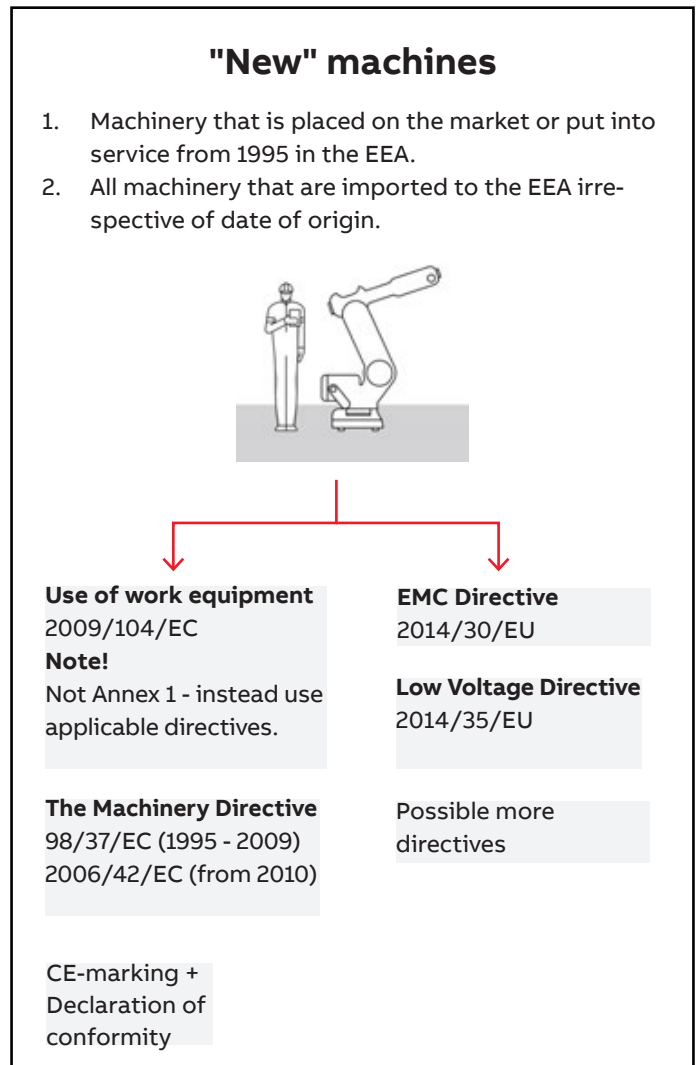 "New" machines
1. Machinery that is placed on the market or put into
service from 1995 in the EEA.
2. All machinery that are imported to the EEA irre-
spective of date of origin.
Use of work equipment
2009/104/EC
Note!
Not Annex 1 - instead use
applicable directives.
The Machinery Directive
98/37/EC (1995 - 2009)
2006/42/EC (from 2010)
CE-marking +
Declaration of
conformity
EMC Directive
2014/30/EU
Low Voltage Directive
2014/35/EU
Possible more
directives